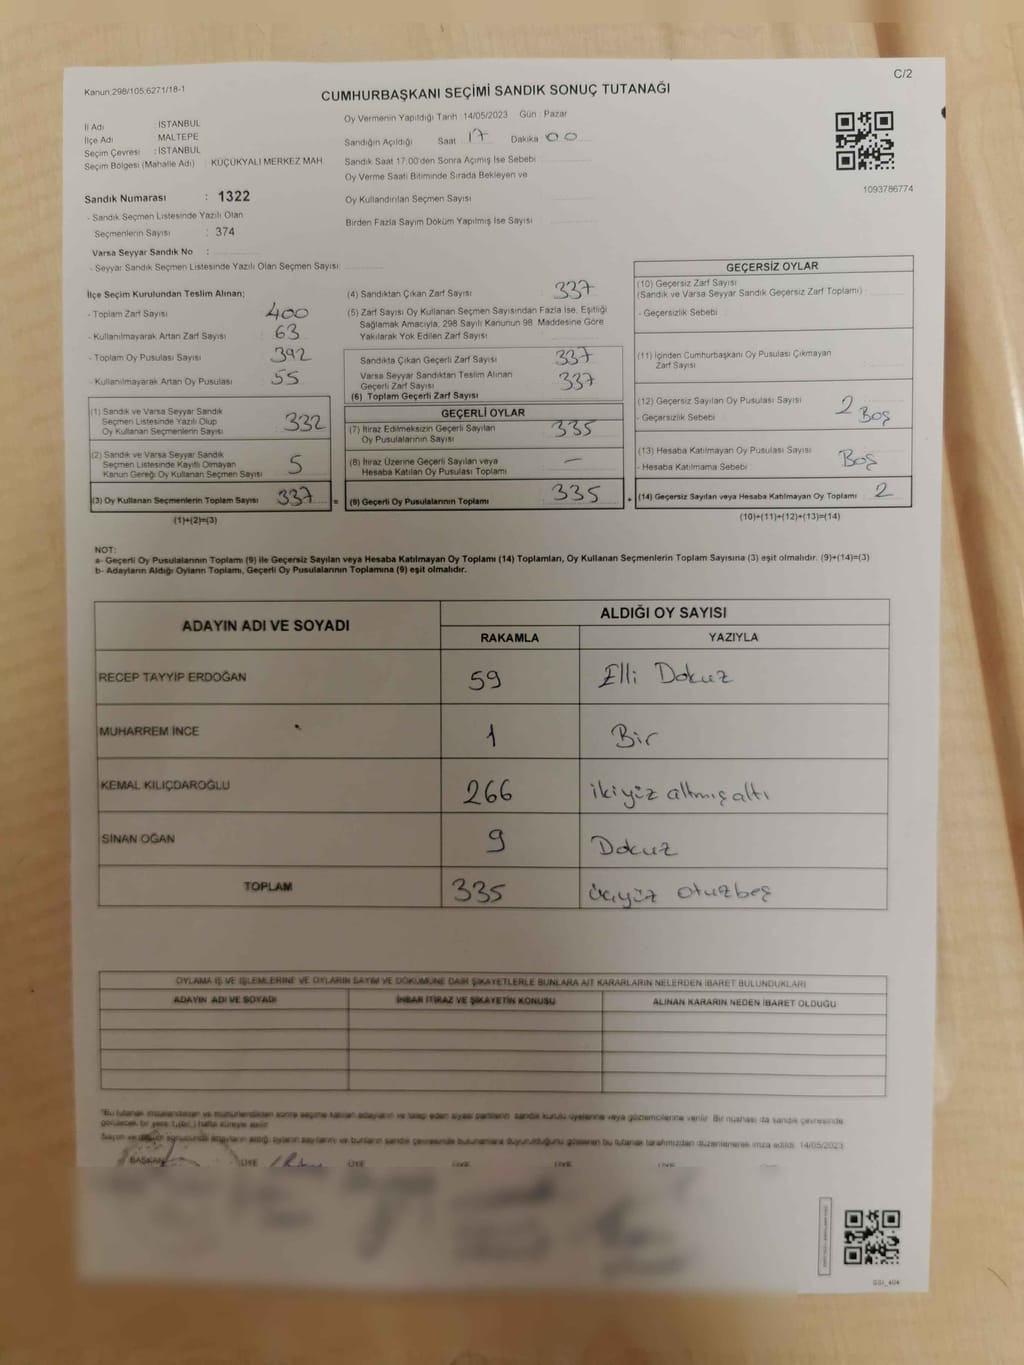 C/2
Kanun:298/105;6271/18-1
CUMHURBAŞKANI SEÇİMİ SANDIK SONUÇ TUTANAĞI
İl Adı : İSTANBUL
İlçe Adı MALTEPE
Seçim Çevresi : İSTANBUL
Seçim Bölgesi (Mahalle Adı) : KÜÇÜKYALI MERKEZ MAH.
Sandık Numarası : 1322
- Sandık Seçmen Listesinde Yazılı Olan
Seçmenlerin Sayısı : 374
Varsa Seyyar Sandık No :
- Seyyar Sandık Seçmen Listesinde Yazılı Olan Seçmen Sayısı:
Oy Vermenin Yapıldığı Tarih :14/05/2023 Gün : Pazar
Sandığın Açıldığı Saat 17 Dakika 00
Sandık Saat 17:00'den Sonra Açımış İse Sebebi
Oy Verme Saati Bitiminde Sırada Bekleyen ve
Oy Kullandırılan Seçmen Sayısı
Birden Fazla Sayım Döküm Yapılmış İse Sayısı
1093786774
İlçe Seçim Kurulundan Teslim Alınan;
- Toplam Zarf Sayısı 400
- Kullanılmayarak Artan Zarf Sayısı 63
- Toplam Oy Pusulası Sayısı 392
- Kullanılmayarak Artan Oy Pusulası 55
(1) Sandık ve Varsa Seyyar Sandık
Seçmen Listesinde Yazılı Olup
Oy Kullanan Seçmenlerin Sayısı 332
(2) Sandık ve Varsa Seyyar Sandık
Seçmen Listesinde Kayıtlı Olmayan
Kanun Gereği Oy Kullanan Seçmen Sayısı 5
(3) Oy Kullanan Seçmenlerin Toplam Sayısı 337 =
(1)+(2)=(3)
(4) Sandıktan Çıkan Zarf Sayısı 337
(5) Zarf Sayısı Oy Kullanan Seçmen Sayısından Fazla İse, Eşitliği
Sağlamak Amacıyla, 298 Sayılı Kanunun 98. Maddesine Göre
Yakılarak Yok Edilen Zarf Sayısı
Sandıkta Çıkan Geçerli Zarf Sayısı 337
Varsa Seyyar Sandıktan Teslim Alınan
Geçerli Zarf Sayısı 337
(6) Toplam Geçerli Zarf Sayısı
GEÇERLİ OYLAR
(7) İtiraz Edilmeksizin Geçerli Sayılan
Oy Pusulalarının Sayısı 335
(8) İtiraz Üzerine Geçerli Sayılan veya
Hesaba Katılan Oy Pusulası Toplamı —
(9) Geçerli Oy Pusulalarının Toplamı 335 +
GEÇERSİZ OYLAR
(10) Geçersiz Zarf Sayısı
(Sandık ve Varsa Seyyar Sandık Geçersiz Zarf Toplamı) :
- Geçersizlik Sebebi
(11) İçinden Cumhurbaşkanı Oy Pusulası Çıkmayan
Zarf Sayısı
(12) Geçersiz Sayılan Oy Pusulası Sayısı 2
- Geçersizlik Sebebi : Boş
(13) Hesaba Katılmayan Oy Pusulası Sayısı
- Hesaba Katılmama Sebebi Boş
(14) Geçersiz Sayılan veya Hesaba Katılmayan Oy Toplamı 2
(10)+(11)+(12)+(13)=(14)
NOT:
a- Geçerli Oy Pusulalarının Toplamı (9) ile Geçersiz Sayılan veya Hesaba Katılmayan Oy Toplamı (14) Toplamları, Oy Kullanan Seçmenlerin Toplam Sayısına (3) eşit olmalıdır. (9)+(14)=(3)
b- Adayların Aldığı Oyların Toplamı, Geçerli Oy Pusulalarının Toplamına (9) eşit olmalıdır.
ADAYIN ADI VE SOYADI ALDIĞI OY SAYISI
RAKAMLA YAZIYLA
RECEP TAYYİP ERDOĞAN 59 Elli Dokuz
MUHARREM İNCE 1 Bir
KEMAL KILIÇDAROĞLU 266 ikiyüz altmış altı
SİNAN OĞAN 9 Dokuz
TOPLAM 335 üçyüz otuzbeş
OYLAMA İŞ VE İŞLEMLERİNE VE OYLARIN SAYIM VE DÖKÜMÜNE DAİR ŞİKAYETLERLE BUNLARA AİT KARARLARIN NELERDEN İBARET BULUNDUKLARI
ADAYIN ADI VE SOYADI İHBAR İTİRAZ VE ŞİKAYETİN KONUSU ALINAN KARARIN NEDEN İBARET OLDUĞU
BAŞKAN ÜYE ÜYE ÜYE ÜYE